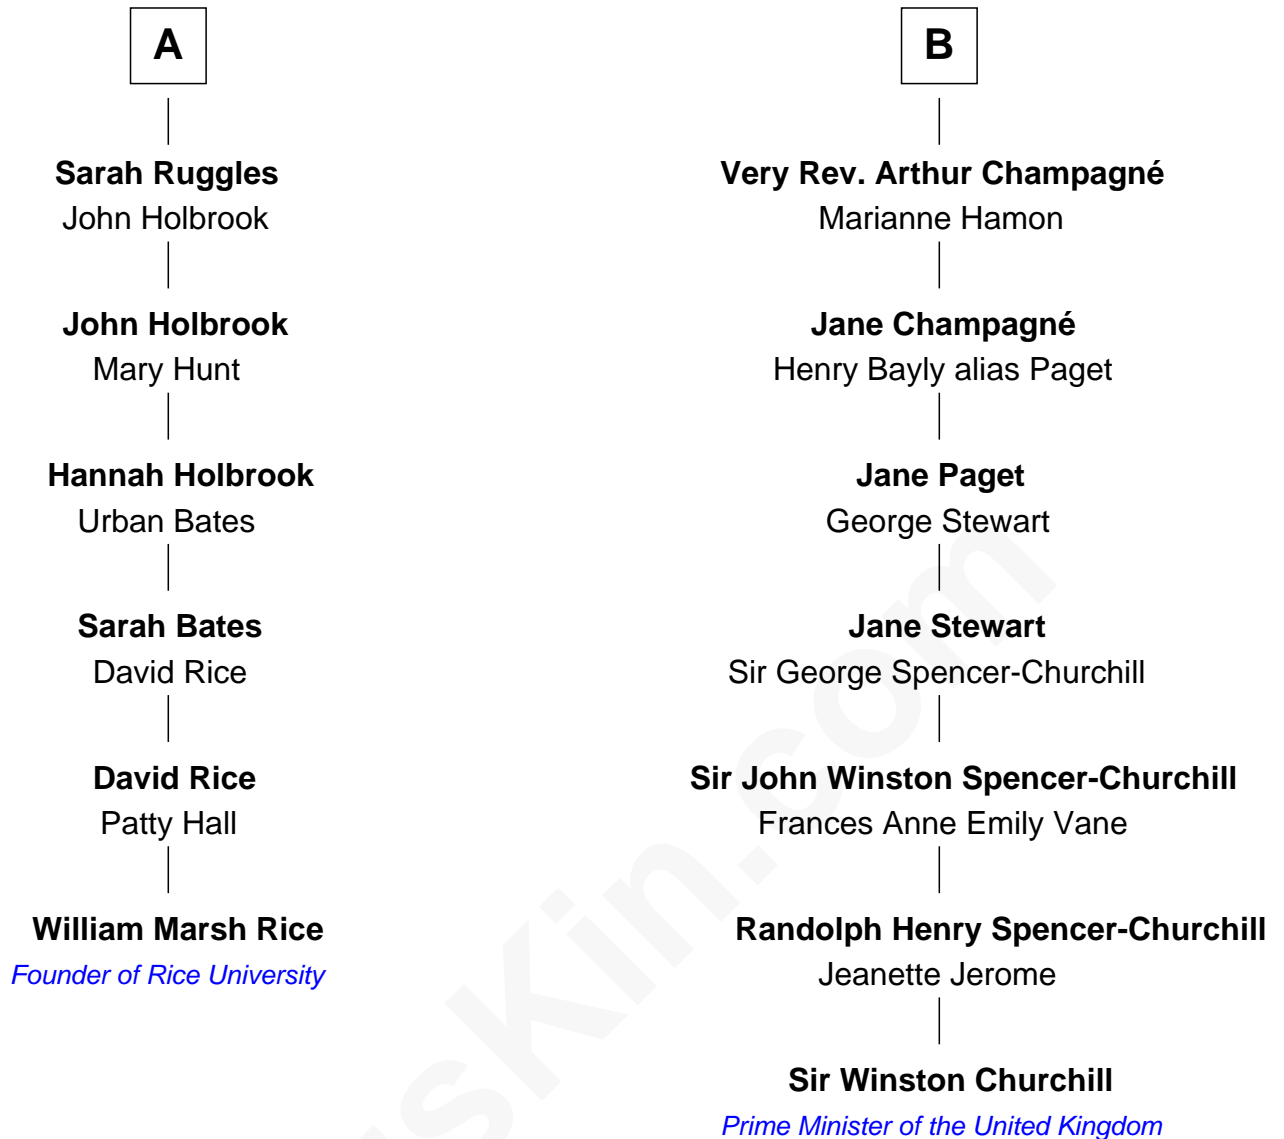 A
Sarah Ruggles
John Holbrook
John Holbrook
Mary Hunt
Hannah Holbrook
Urban Bates
Sarah Bates
David Rice
David Rice
Patty Hall
William Marsh Rice
Founder of Rice University
B
Very Rev. Arthur Champagné
Marianne Hamon
Jane Champagné
Henry Bayly alias Paget
Jane Paget
George Stewart
Jane Stewart
Sir George Spencer-Churchill
Sir John Winston Spencer-Churchill
Frances Anne Emily Vane
Randolph Henry Spencer-Churchill
Jeanette Jerome
Sir Winston Churchill
Prime Minister of the United Kingdom
sKin.com